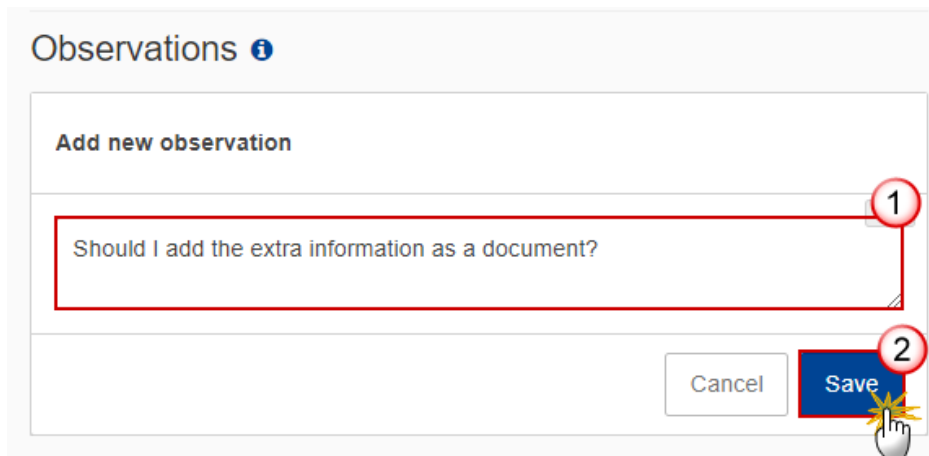 Observations
Add new observation
1
Should I add the extra information as a document?
2
Cancel Save